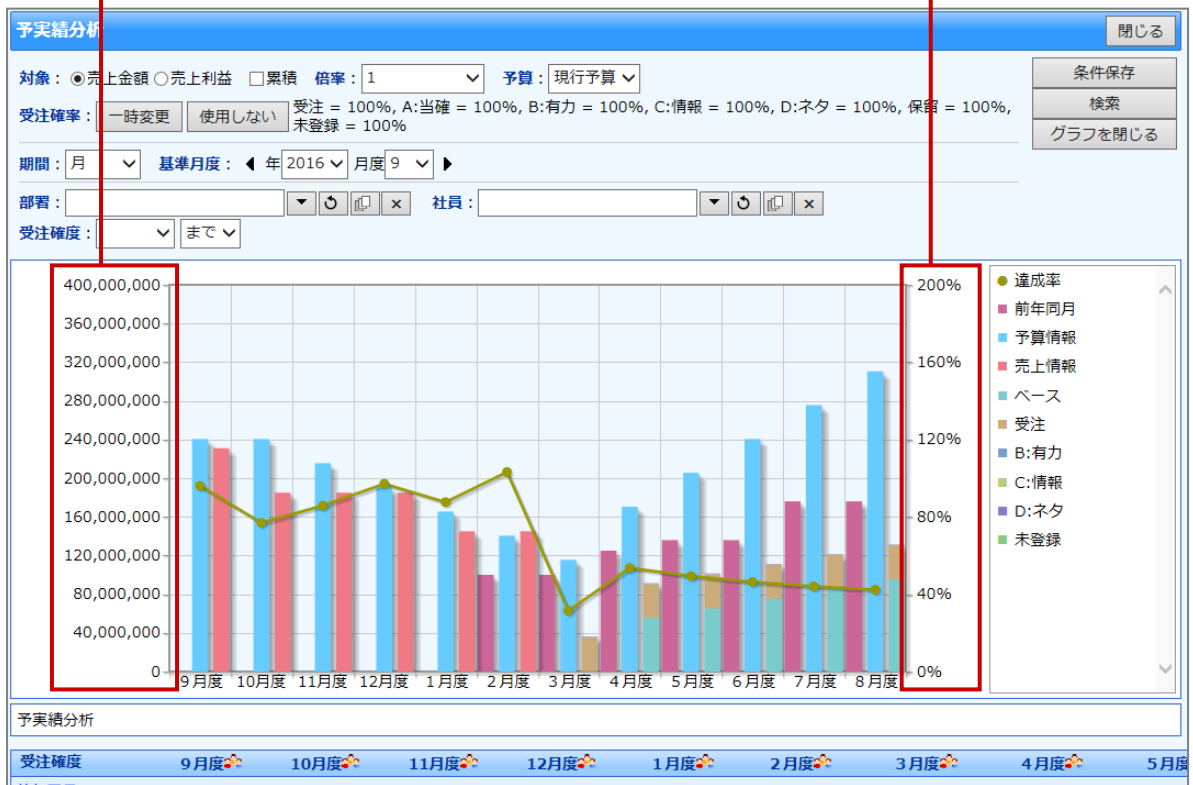 予実績分析
閉じる
対象： 売上金額 売上利益 累積 倍率： 1 予算： 現行予算
条件保存
受注確率： 一時変更 使用しない 受注 = 100%, A:当確 = 100%, B:有力 = 100%, C:情報 = 100%, D:ネタ = 100%, 保留 = 100%,
未登録 = 100%
検索
グラフを閉じる
期間： 月 基準月度： 年 2016 月度 9
部署： 社員：
受注確度： まで
400,000,000
360,000,000
320,000,000
280,000,000
240,000,000
200,000,000
160,000,000
120,000,000
80,000,000
40,000,000
0
9月度 10月度 11月度 12月度 1月度 2月度 3月度 4月度 5月度 6月度 7月度 8月度
200%
160%
120%
80%
40%
0%
達成率
前年同月
予算情報
売上情報
ベース
受注
B:有力
C:情報
D:ネタ
未登録
予実績分析
受注確度 9月度 10月度 11月度 12月度 1月度 2月度 3月度 4月度 5月度